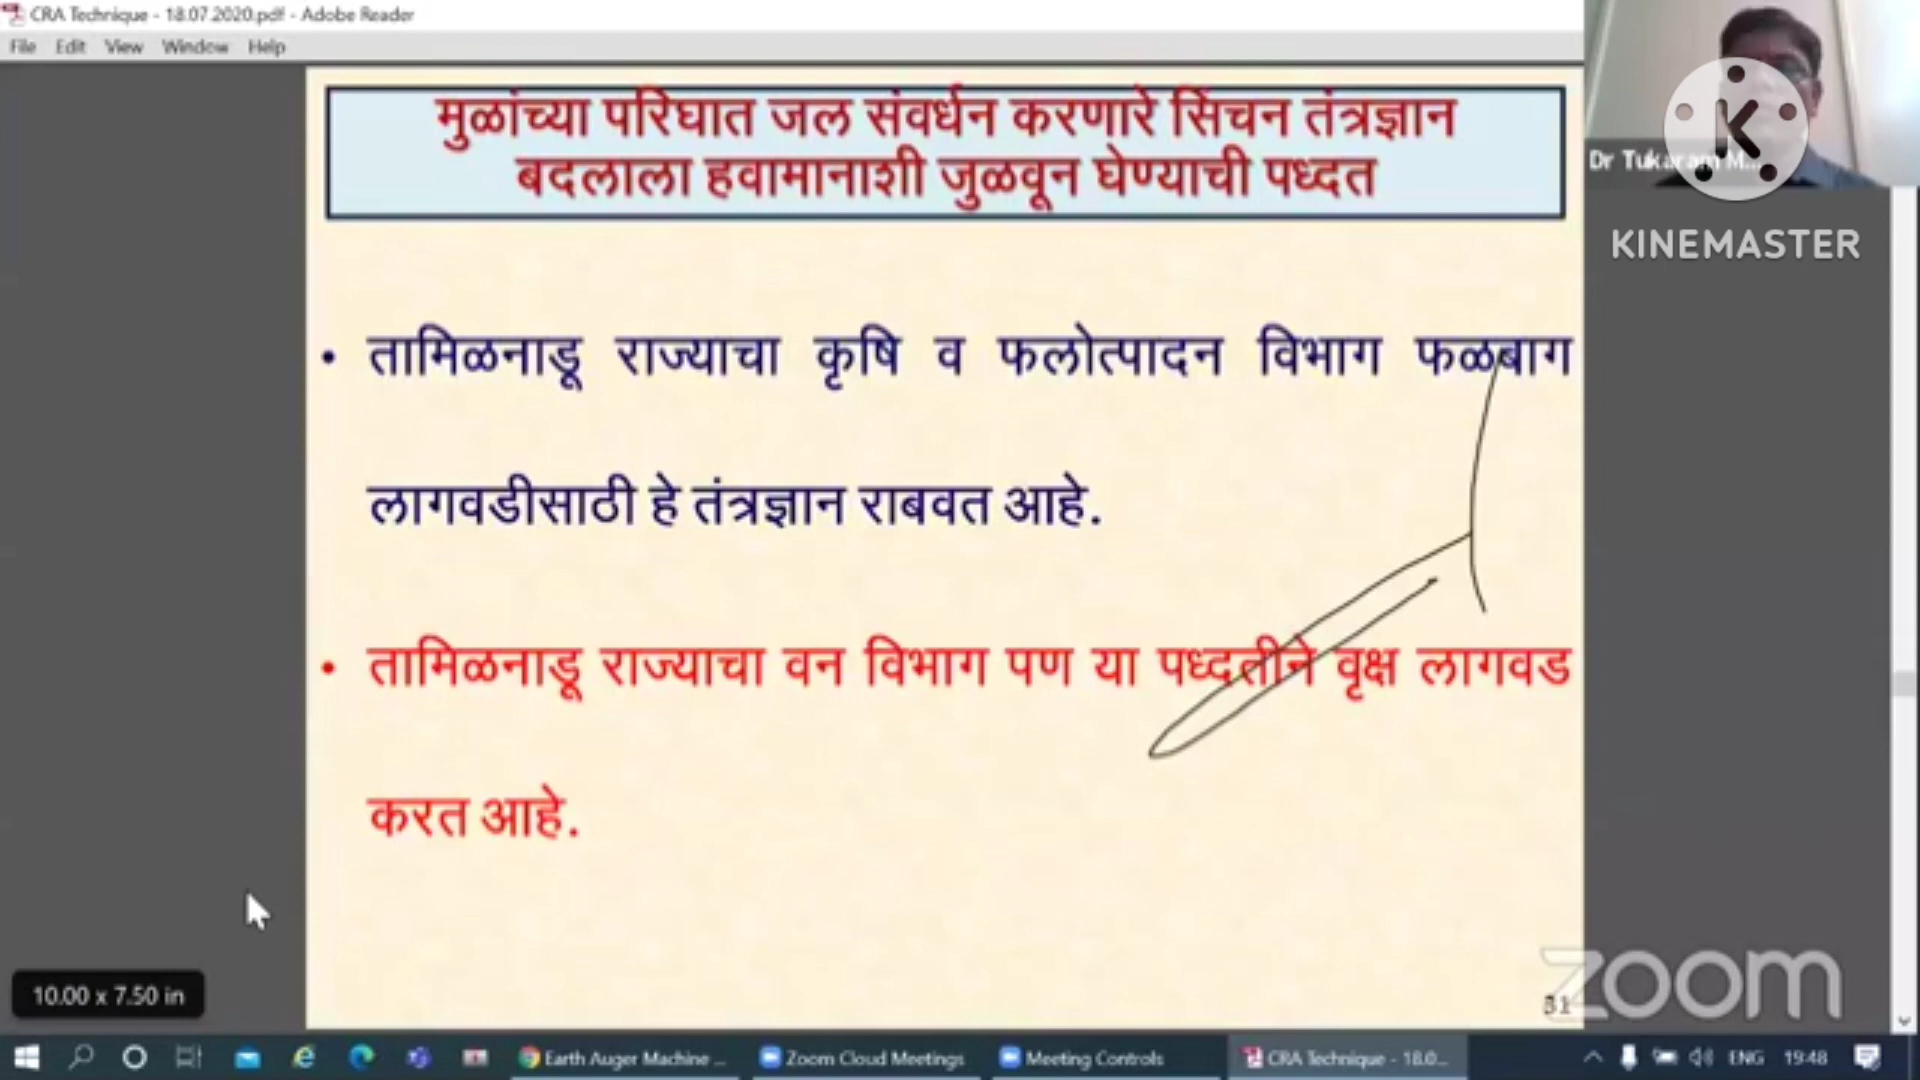 CRA Technique - 18.07.2020.pdf - Adobe Reader
File Edit View Window Help
मुळांच्या परिघात जल संवर्धन करणारे सिंचन तंत्रज्ञान
बदलाला हवामानाशी जुळवून घेण्याची पध्दत
Dr Tukaram M...
KINEMASTER
• तामिळनाडू राज्याचा कृषि व फलोत्पादन विभाग फळबाग
लागवडीसाठी हे तंत्रज्ञान राबवत आहे.
• तामिळनाडू राज्याचा वन विभाग पण या पध्दतीने वृक्ष लागवड
करत आहे.
10.00 x 7.50 in
zoom
Earth Auger Machine ...
Zoom Cloud Meetings
Meeting Controls
CRA Technique - 18.0...
ENG 19:48